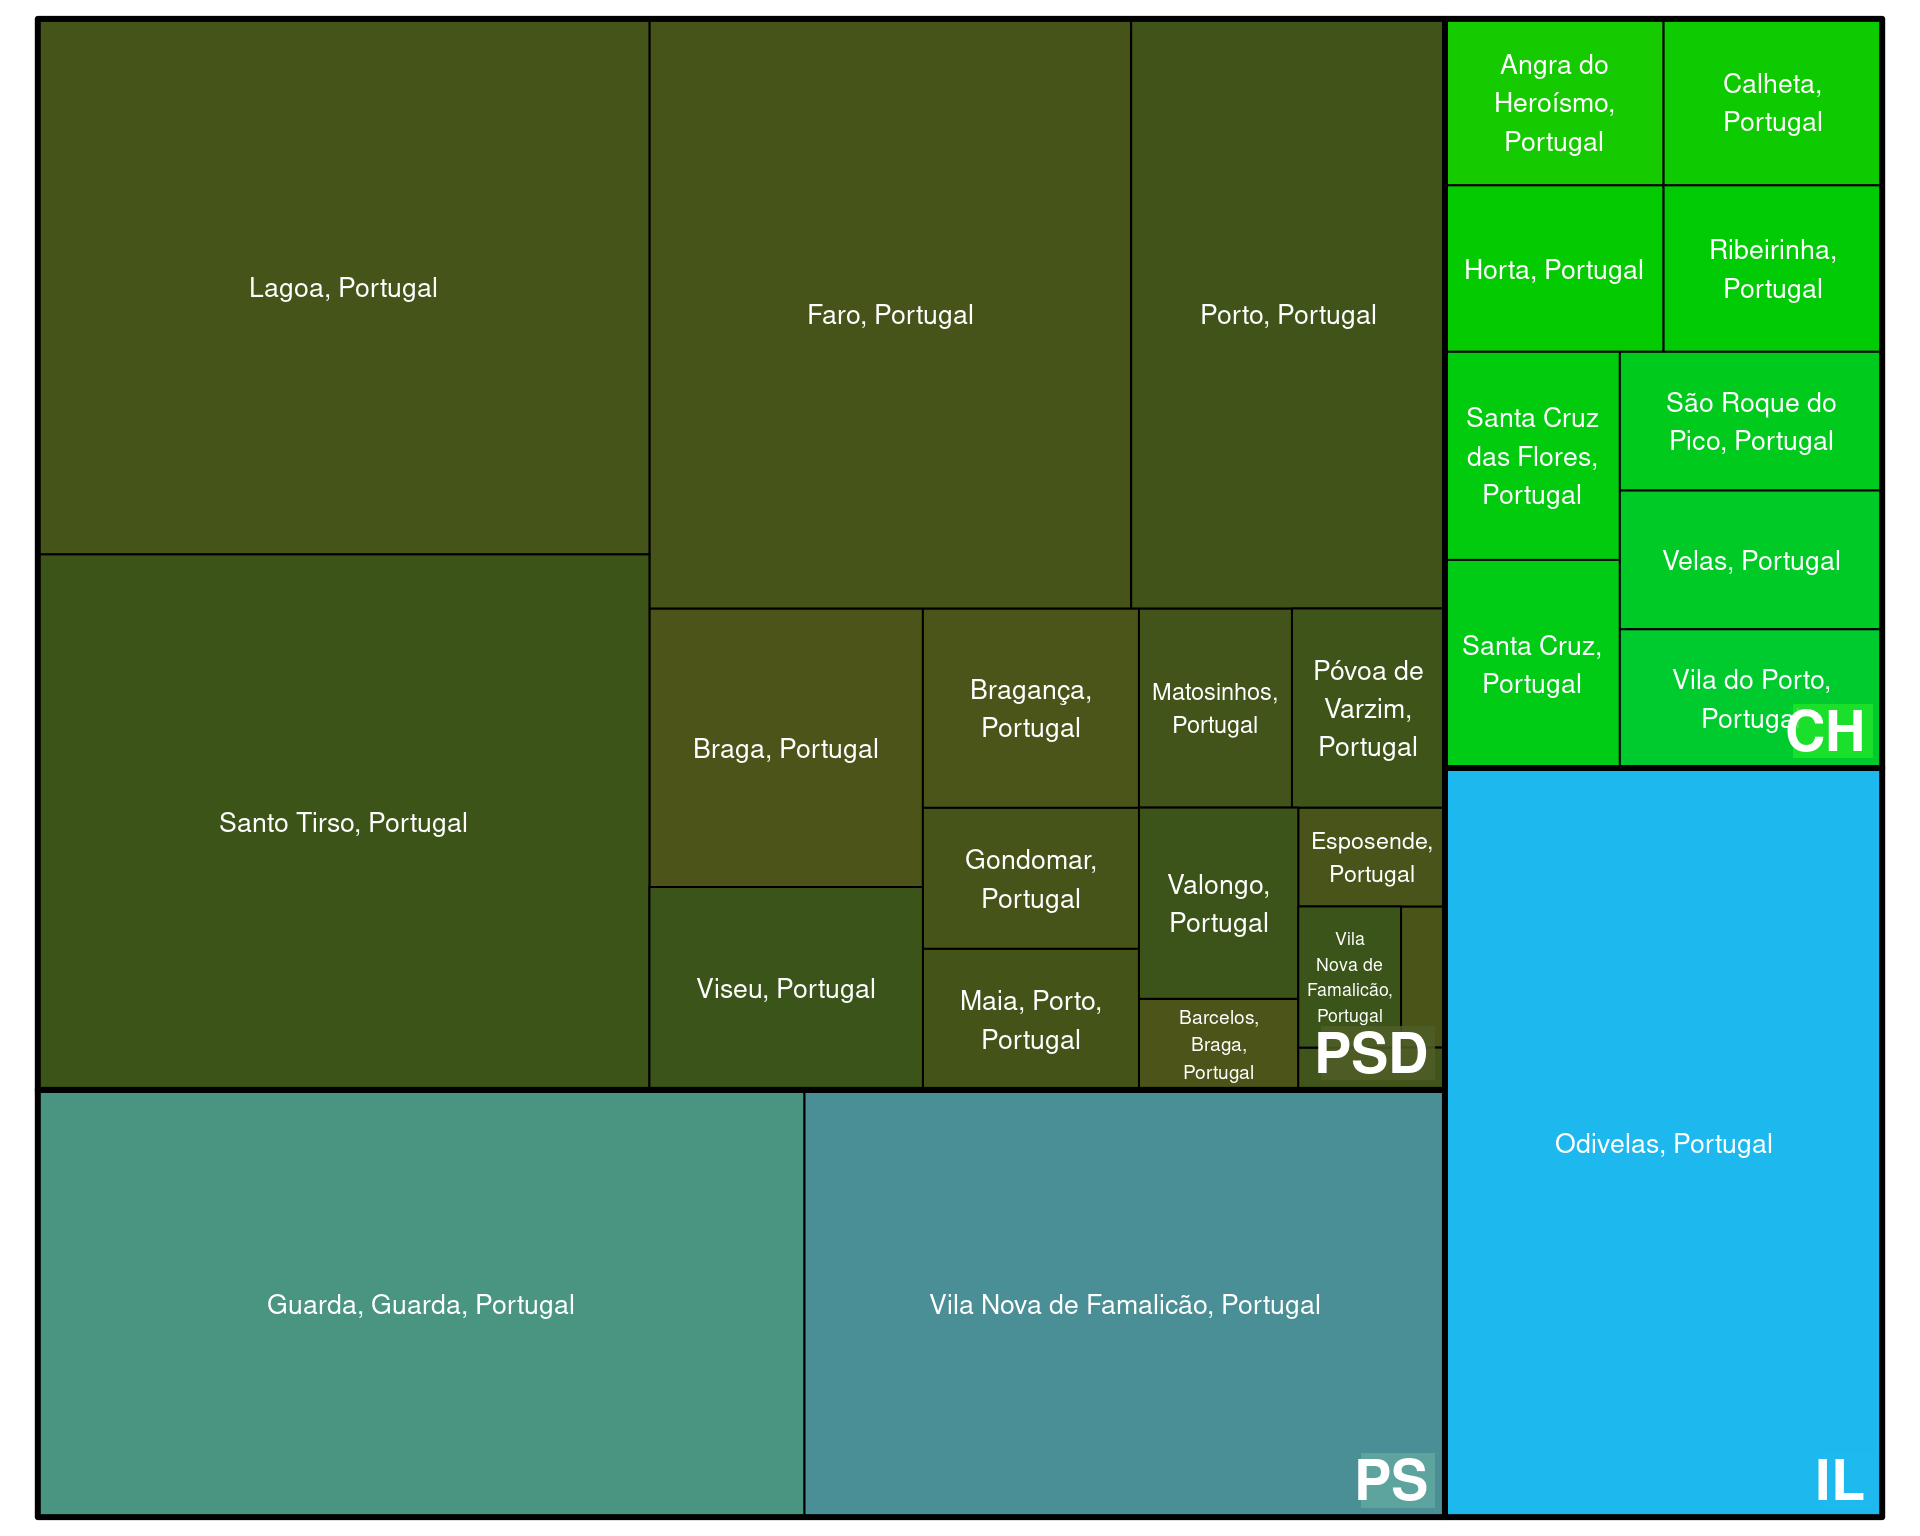 Lagoa, Portugal
Faro, Portugal
Porto, Portugal
Santo Tirso, Portugal
Braga, Portugal
Viseu, Portugal
Bragança,
Portugal
Gondomar,
Portugal
Maia, Porto,
Portugal
Matosinhos,
Portugal
Póvoa de
Varzim,
Portugal
Valongo,
Portugal
Barcelos,
Braga,
Portugal
Esposende,
Portugal
Vila
Nova de
Famalicão,
Portugal
PSD
Guarda, Guarda, Portugal
Vila Nova de Famalicão, Portugal
PS
Angra do
Heroísmo,
Portugal
Calheta,
Portugal
Horta, Portugal
Ribeirinha,
Portugal
Santa Cruz
das Flores,
Portugal
Santa Cruz,
Portugal
São Roque do
Pico, Portugal
Velas, Portugal
Vila do Porto,
Portugal
CH
Odivelas, Portugal
IL